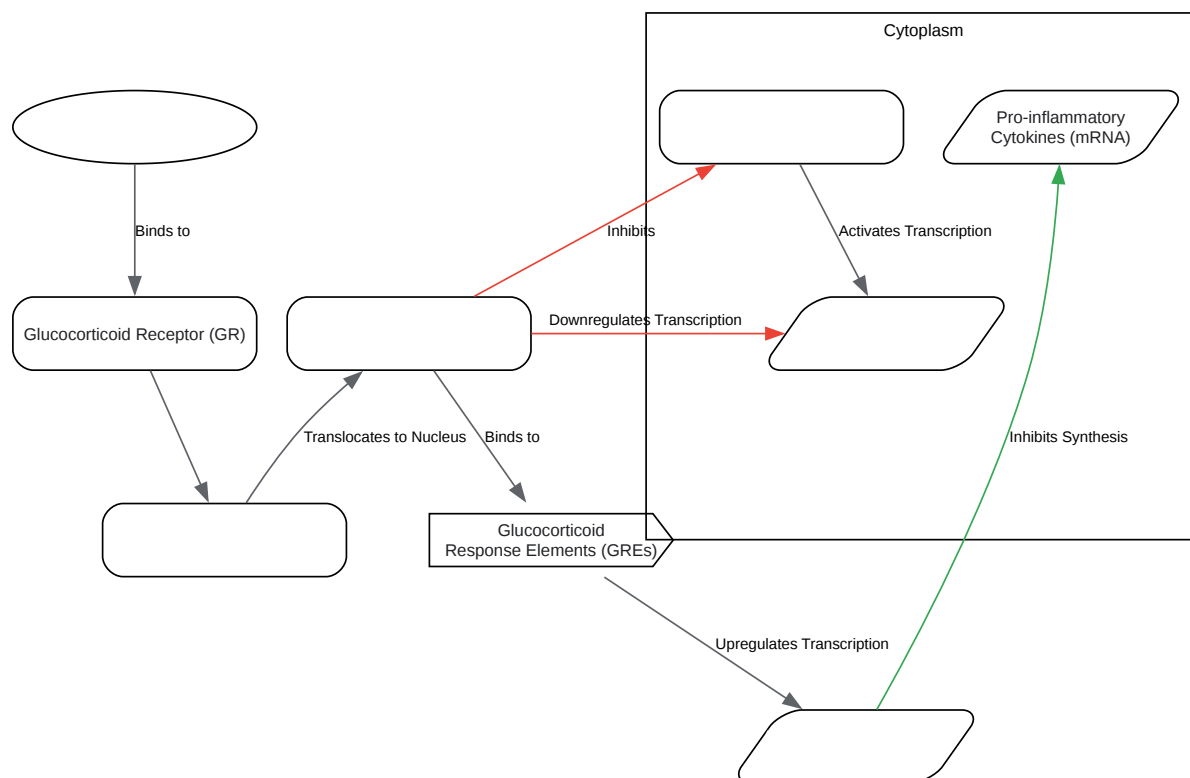 Cytoplasm
Pro-inflammatory
Cytokines (mRNA)
Binds to
Inhibits
Activates Transcription
Glucocorticoid Receptor (GR)
Downregulates Transcription
Translocates to Nucleus
Binds to
Inhibits Synthesis
Glucocorticoid
Response Elements (GREs)
Upregulates Transcription